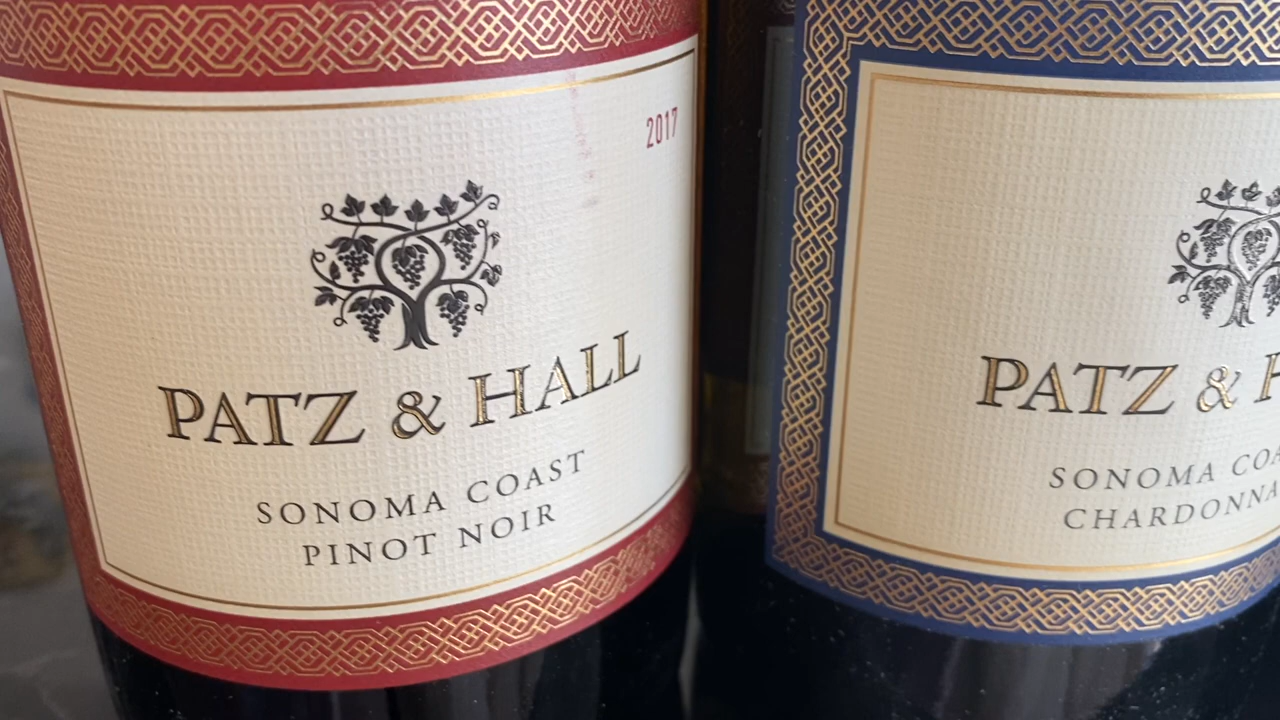 2017
PATZ & HALL
SONOMA COAST
PINOT NOIR
PATZ &
SONOMA